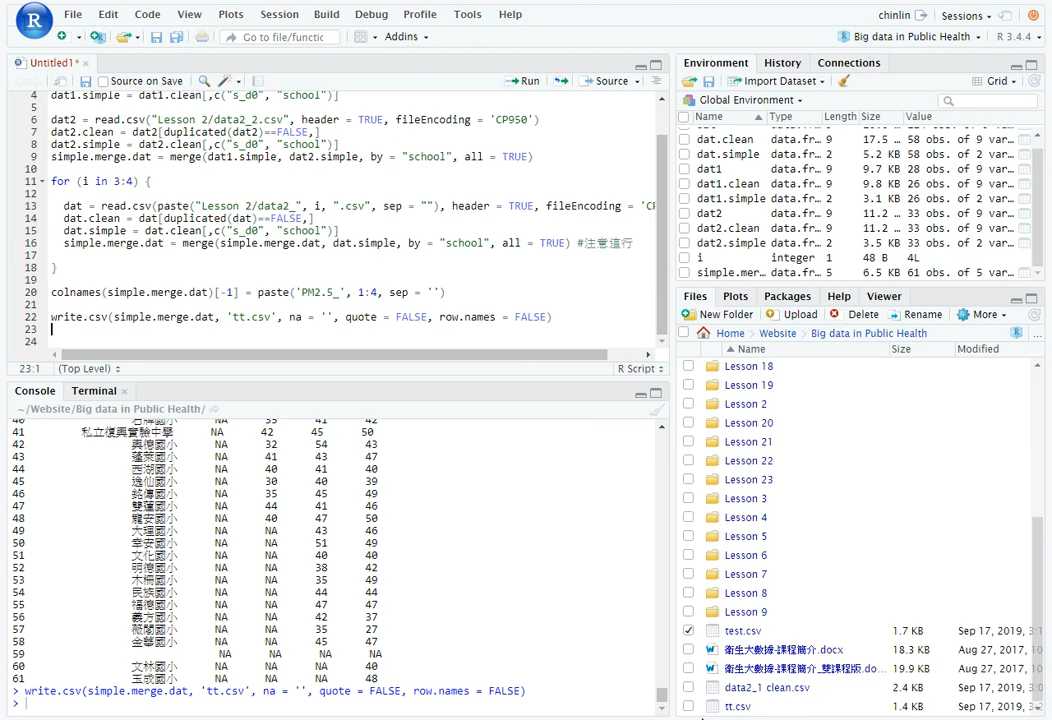 File Edit Code View Plots Session Build Debug Profile Tools Help
chinlin Sessions
Go to file/functic Addins
Big data in Public Health R 3.4.4
Untitled1*
Source on Save Run Source
4 dat1.simple = dat1.clean[,c("s_d0", "school")]
5
6 dat2 = read.csv("Lesson 2/data2_2.csv", header = TRUE, fileEncoding = 'CP950')
7 dat2.clean = dat2[duplicated(dat2)==FALSE,]
8 dat2.simple = dat2.clean[,c("s_d0", "school")]
9 simple.merge.dat = merge(dat1.simple, dat2.simple, by = "school", all = TRUE)
10
11 for (i in 3:4) {
12
13 dat = read.csv(paste("Lesson 2/data2_", i, ".csv", sep = ""), header = TRUE, fileEncoding = 'CP
14 dat.clean = dat[duplicated(dat)==FALSE,]
15 dat.simple = dat.clean[,c("s_d0", "school")]
16 simple.merge.dat = merge(simple.merge.dat, dat.simple, by = "school", all = TRUE) #注意這行
17
18 }
19
20 colnames(simple.merge.dat)[-1] = paste('PM2.5_', 1:4, sep = '')
21
22 write.csv(simple.merge.dat, 'tt.csv', na = '', quote = FALSE, row.names = FALSE)
23
24
23:1 (Top Level) R Script
Console Terminal
~/Website/Big data in Public Health/
40 石牌國小 NA 35 41 42
41 私立復興實驗中學 NA 42 45 50
42 興德國小 NA 32 54 43
43 蓬萊國小 NA 41 43 47
44 西湖國小 NA 40 41 40
45 逸仙國小 NA 30 40 39
46 銘傳國小 NA 35 45 49
47 雙蓮國小 NA 44 41 46
48 龍安國小 NA 40 47 50
49 大理國小 NA NA 43 46
50 幸安國小 NA NA 51 49
51 文化國小 NA NA 40 40
52 明德國小 NA NA 38 42
53 木柵國小 NA NA 35 49
54 民族國小 NA NA 44 44
55 福德國小 NA NA 47 47
56 義方國小 NA NA 42 37
57 薇閣國小 NA NA 35 27
58 金華國小 NA NA 45 47
59 NA NA NA NA
60 文林國小 NA NA NA 40
61 玉成國小 NA NA NA 48
> write.csv(simple.merge.dat, 'tt.csv', na = '', quote = FALSE, row.names = FALSE)
>
Environment History Connections
Import Dataset Grid
Global Environment
Name Type Length Size Value
dat.clean data.fr… 9 17.5 … 58 obs. of 9 var…
dat.simple data.fr… 2 5.2 KB 58 obs. of 2 var…
dat1 data.fr… 9 9.7 KB 28 obs. of 9 var…
dat1.clean data.fr… 9 9.8 KB 26 obs. of 9 var…
dat1.simple data.fr… 2 3.1 KB 26 obs. of 2 var…
dat2 data.fr… 9 11.2 … 33 obs. of 9 var…
dat2.clean data.fr… 9 11.2 … 33 obs. of 9 var…
dat2.simple data.fr… 2 3.5 KB 33 obs. of 2 var…
i integer 1 48 B 4L
simple.mer… data.fr… 5 6.5 KB 61 obs. of 5 var…
Files Plots Packages Help Viewer
New Folder Upload Delete Rename More
Home Website Big data in Public Health
Name Size Modified
Lesson 18
Lesson 19
Lesson 2
Lesson 20
Lesson 21
Lesson 22
Lesson 23
Lesson 3
Lesson 4
Lesson 5
Lesson 6
Lesson 7
Lesson 8
Lesson 9
test.csv 1.7 KB Sep 17, 2019, 3:1
衛生大數據-課程簡介.docx 18.3 KB Aug 27, 2017, 10
衛生大數據-課程簡介_雙課程版.do… 19.9 KB Aug 27, 2017, 10
data2_1 clean.csv 2.4 KB Sep 17, 2019, 3:
tt.csv 1.4 KB Sep 17, 2019, 3:2